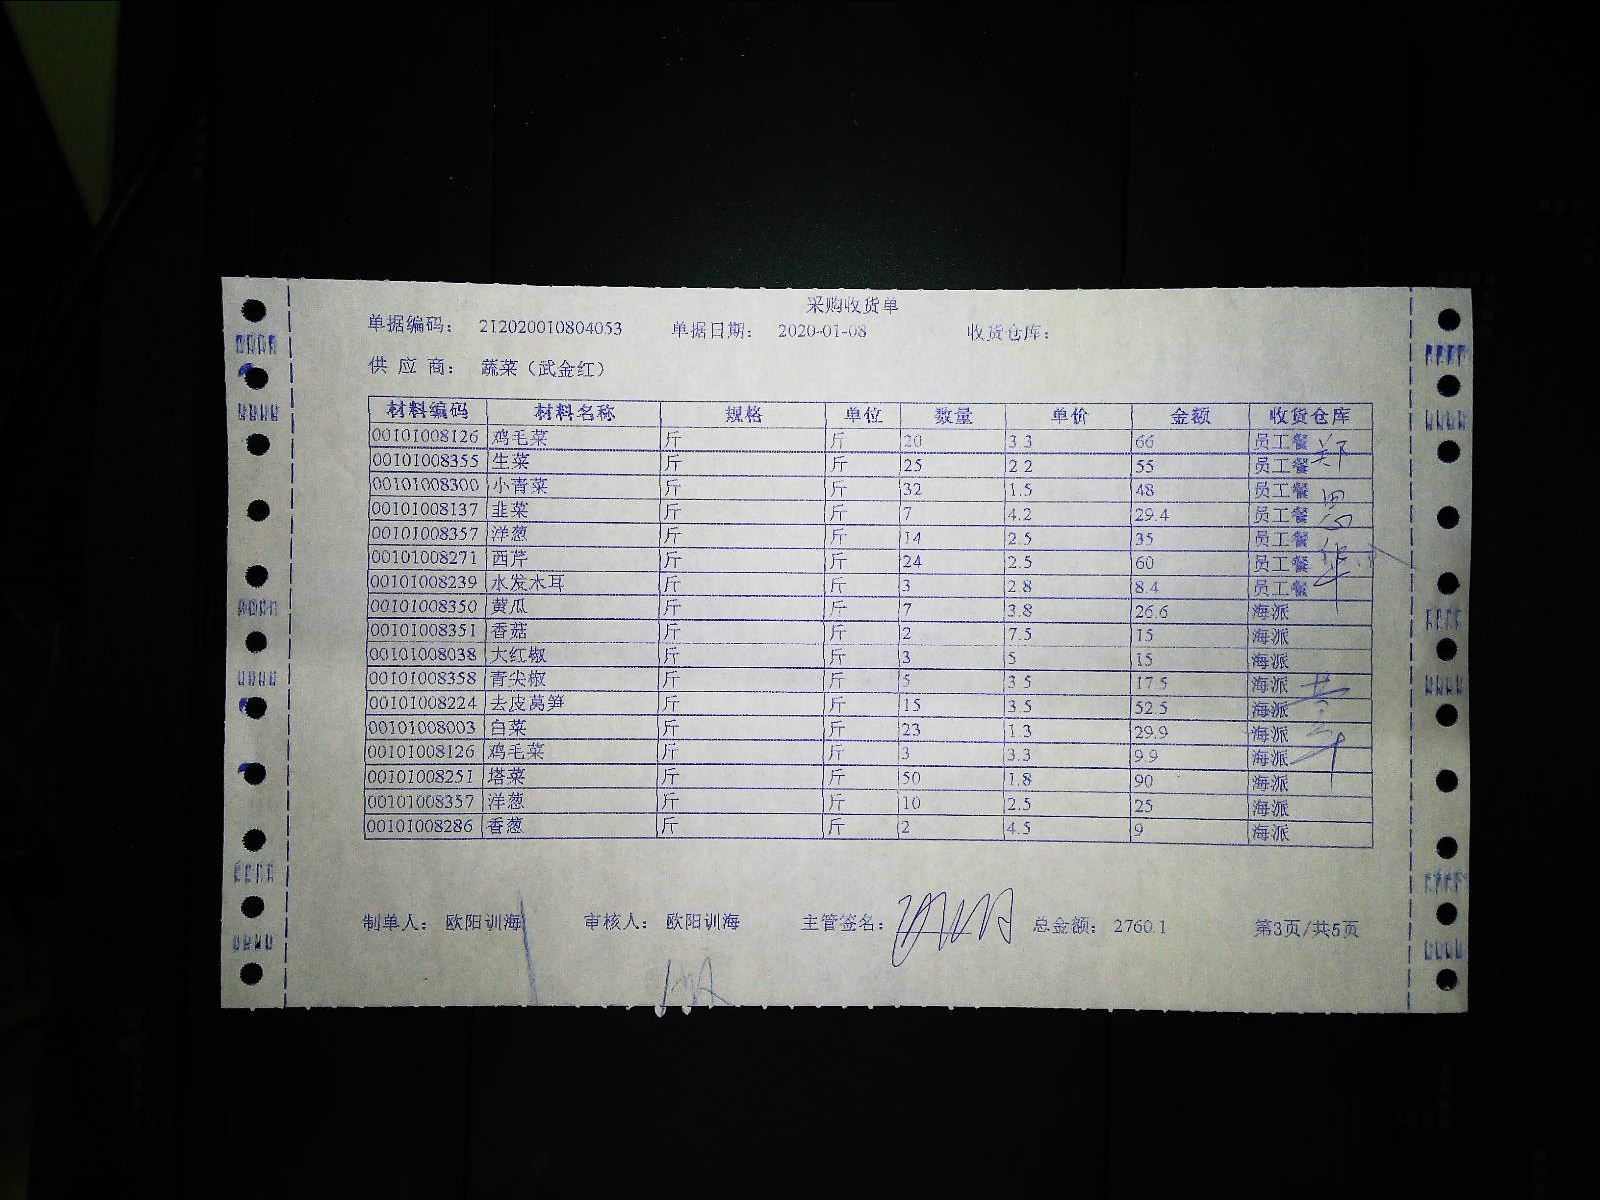 采购收货单
单据编码： 212020010804053 单据日期： 2020-01-08 收货仓库：
供 应 商： 蔬菜（武金红）
材料编码 材料名称 规格 单位 数量 单价 金额 收货仓库
00101008126 鸡毛菜 斤 斤 20 3.3 66 员工餐
00101008355 生菜 斤 斤 25 2.2 55 员工餐
00101008300 小青菜 斤 斤 32 1.5 48 员工餐
00101008137 韭菜 斤 斤 7 4.2 29.4 员工餐
00101008357 洋葱 斤 斤 14 2.5 35 员工餐
00101008271 西芹 斤 斤 24 2.5 60 员工餐
00101008239 水发木耳 斤 斤 3 2.8 8.4 员工餐
00101008350 黄瓜 斤 斤 7 3.8 26.6 海派
00101008351 香菇 斤 斤 2 7.5 15 海派
00101008038 大红椒 斤 斤 3 5 15 海派
00101008358 青尖椒 斤 斤 5 3.5 17.5 海派
00101008224 去皮莴笋 斤 斤 15 3.5 52.5 海派
00101008003 白菜 斤 斤 23 1.3 29.9 海派
00101008126 鸡毛菜 斤 斤 3 3.3 9.9 海派
00101008251 塔菜 斤 斤 50 1.8 90 海派
00101008357 洋葱 斤 斤 10 2.5 25 海派
00101008286 香葱 斤 斤 2 4.5 9 海派
制单人： 欧阳训海 审核人： 欧阳训海 主管签名： 总金额： 2760.1 第3页/共5页